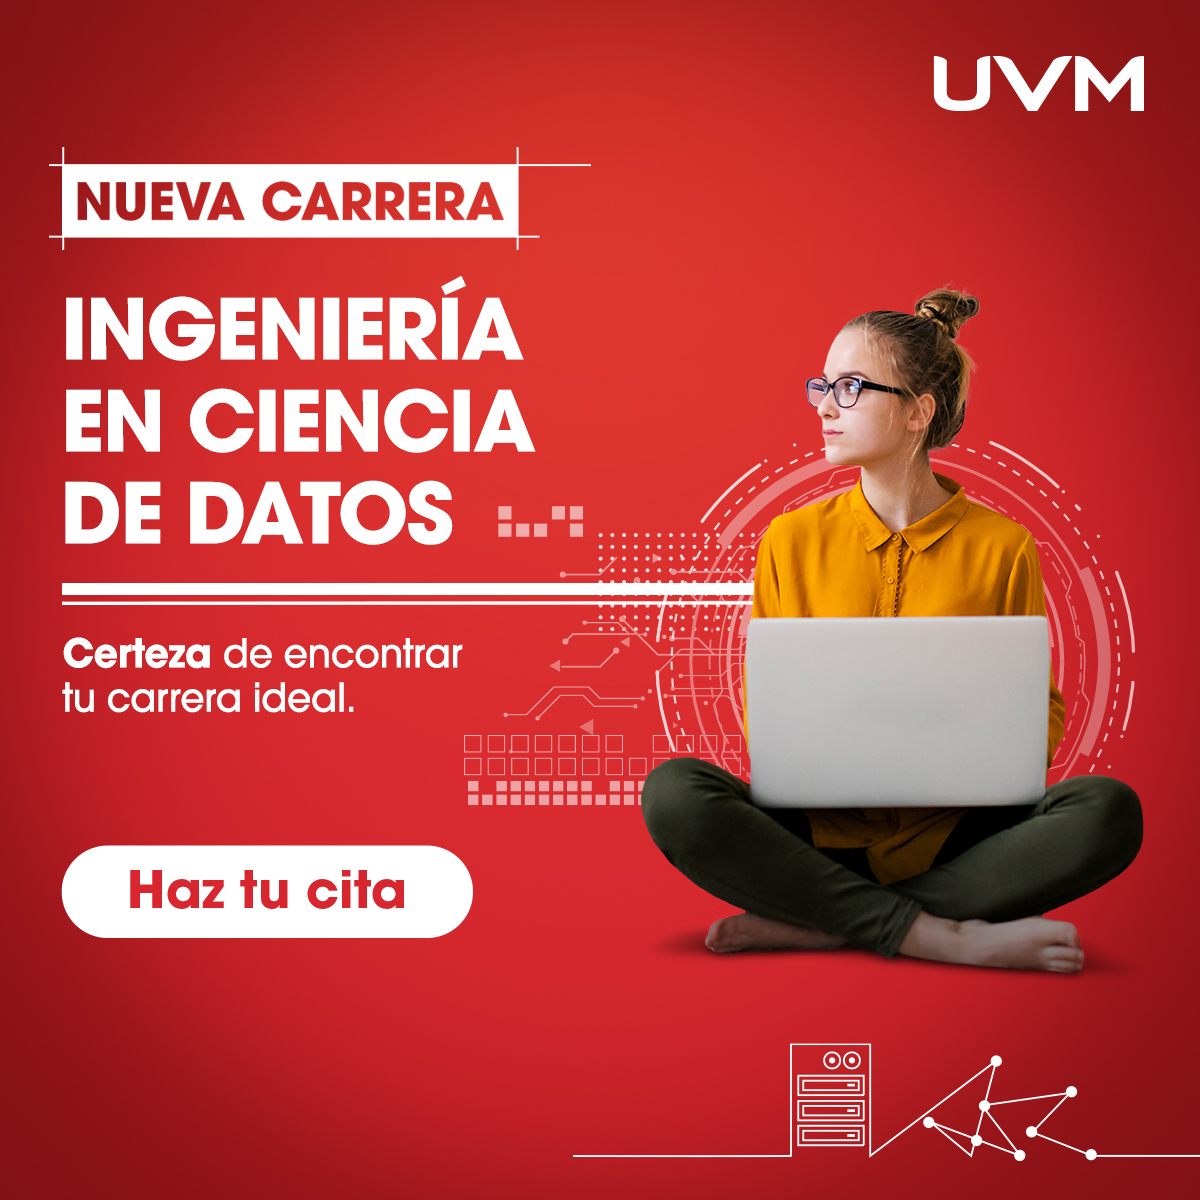 UVM
NUEVA CARRERA
INGENIERÍA
EN CIENCIA
DE DATOS
Certeza de encontrar
tu carrera ideal.
Haz tu cita